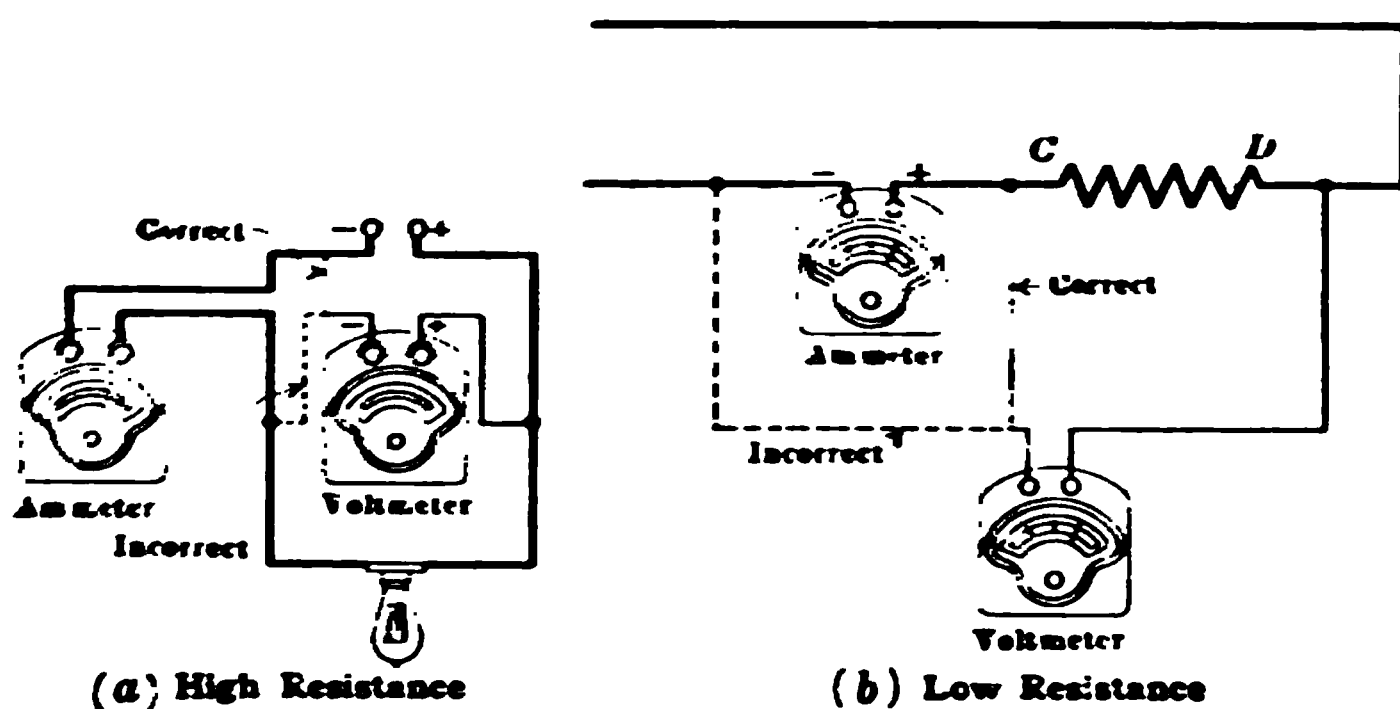 Correct
- +
- +
Ammeter
Voltmeter
Incorrect
(a) High Resistance
C D
- +
Correct
Ammeter
Incorrect
Voltmeter
(b) Low Resistance